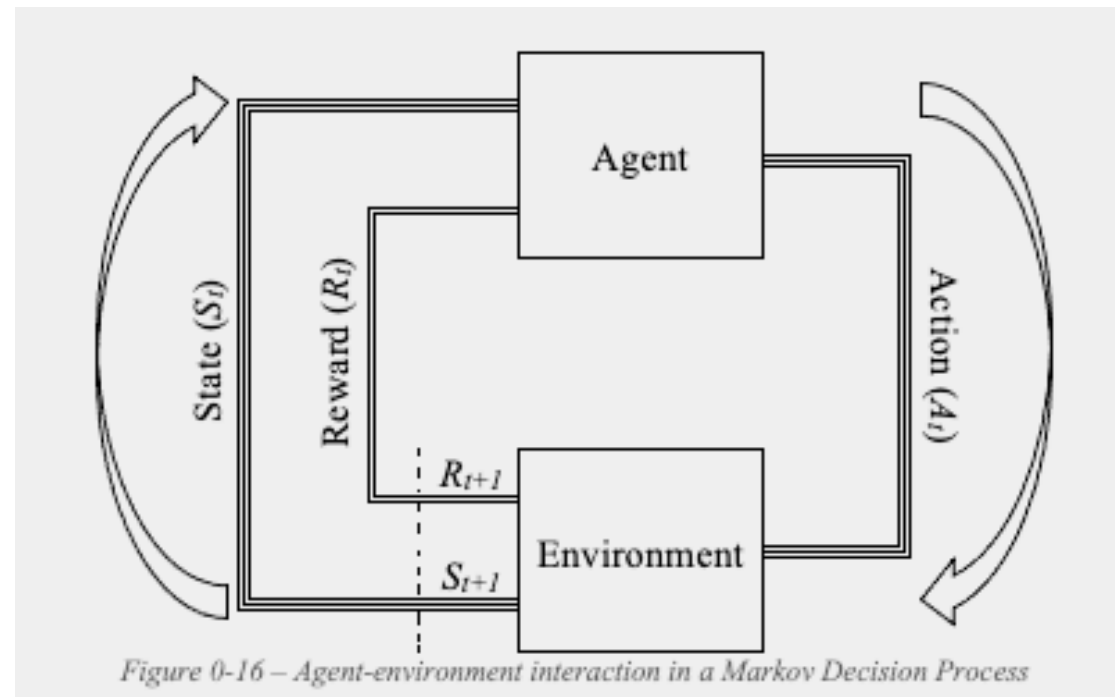 Agent
State (St)
Reward (Rt)
Action (At)
Rt+1
Environment
St+1
Figure 0-16 – Agent-environment interaction in a Markov Decision Process